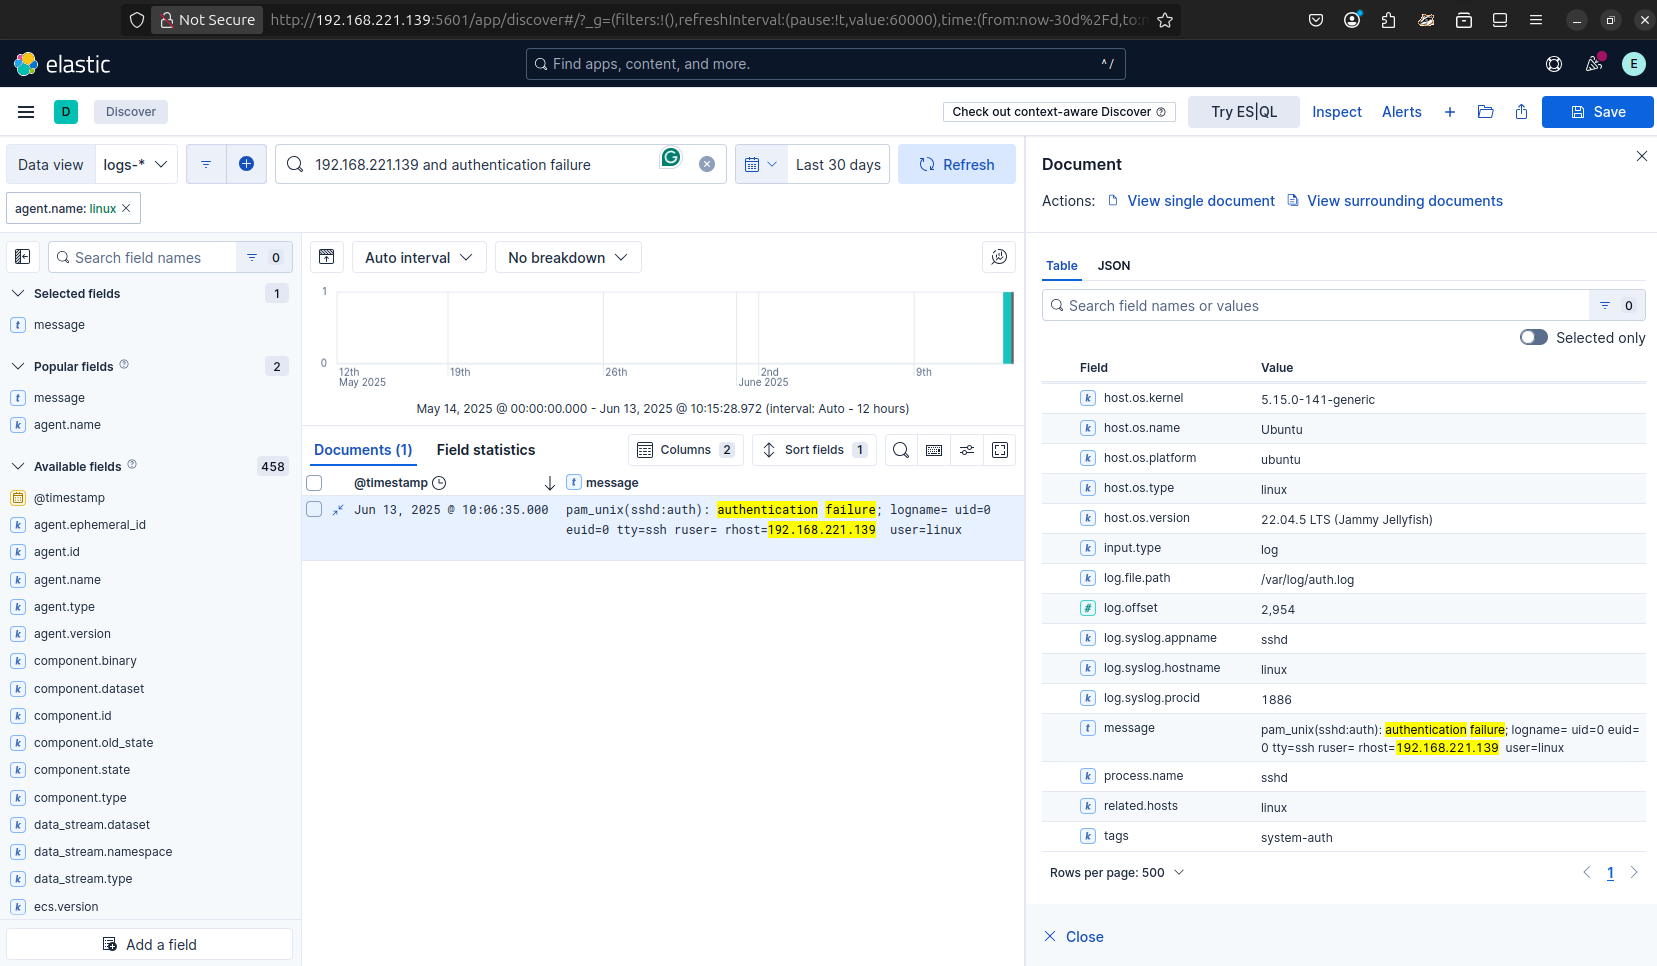 Not Secure
http://192.168.221.139:5601/app/discover#/?_g=(filters:!(),refreshInterval:(pause:!t,value:60000),time:(from:now-30d%2Fd,to:n
elastic
Find apps, content, and more.
^/
E
D
Discover
Check out context-aware Discover
Try ES|QL
Inspect
Alerts
Save
Data view
logs-*
192.168.221.139 and authentication failure
Last 30 days
Refresh
agent.name: linux
Search field names
0
Selected fields
1
message
Popular fields
2
message
agent.name
Available fields
458
@timestamp
agent.ephemeral_id
agent.id
agent.name
agent.type
agent.version
component.binary
component.dataset
component.id
component.old_state
component.state
component.type
data_stream.dataset
data_stream.namespace
data_stream.type
ecs.version
Add a field
Auto interval
No breakdown
1
0
12th
May 2025
19th
26th
2nd
June 2025
9th
May 14, 2025 @ 00:00:00.000 - Jun 13, 2025 @ 10:15:28.972 (interval: Auto - 12 hours)
Documents (1)
Field statistics
Columns 2
Sort fields 1
@timestamp
message
Jun 13, 2025 @ 10:06:35.000
pam_unix(sshd:auth): authentication failure; logname= uid=0
euid=0 tty=ssh ruser= rhost=192.168.221.139 user=linux
Document
Actions:
View single document
View surrounding documents
Table
JSON
Search field names or values
0
Selected only
Field Value
host.os.kernel 5.15.0-141-generic
host.os.name Ubuntu
host.os.platform ubuntu
host.os.type linux
host.os.version 22.04.5 LTS (Jammy Jellyfish)
input.type log
log.file.path /var/log/auth.log
log.offset 2,954
log.syslog.appname sshd
log.syslog.hostname linux
log.syslog.procid 1886
message pam_unix(sshd:auth): authentication failure; logname= uid=0 euid=
0 tty=ssh ruser= rhost=192.168.221.139 user=linux
process.name sshd
related.hosts linux
tags system-auth
Rows per page: 500
1
Close